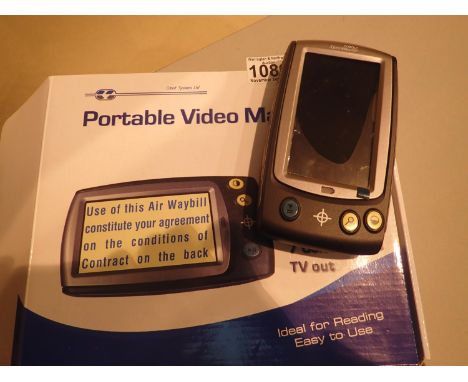 108
Portable Video Ma
Use of this Air Waybill
constitute your agreement
on the conditions of
Contract on the back
TV out
Ideal for Reading
Easy to Use